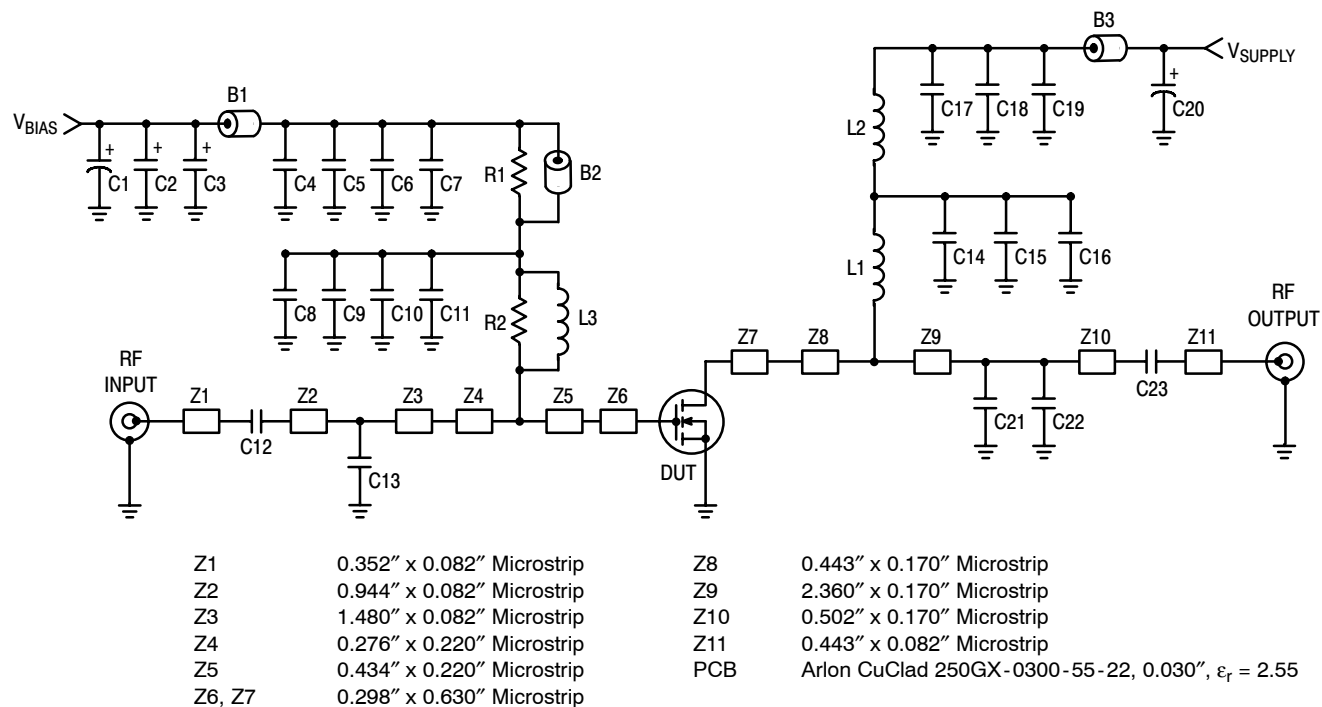 B3
V_SUPPLY
+
C17
C18
C19
C20
L2
B1
V_BIAS
+
+
+
C1
C2
C3
C4
C5
C6
C7
R1
B2
C14
C15
C16
L1
C8
C9
C10
C11
R2
L3
RF
OUTPUT
RF
INPUT
Z7
Z8
Z9
Z10
Z11
C23
Z1
Z2
Z3
Z4
Z5
Z6
C12
C13
C21
C22
DUT
Z1 0.352″ x 0.082″ Microstrip
Z2 0.944″ x 0.082″ Microstrip
Z3 1.480″ x 0.082″ Microstrip
Z4 0.276″ x 0.220″ Microstrip
Z5 0.434″ x 0.220″ Microstrip
Z6, Z7 0.298″ x 0.630″ Microstrip
Z8 0.443″ x 0.170″ Microstrip
Z9 2.360″ x 0.170″ Microstrip
Z10 0.502″ x 0.170″ Microstrip
Z11 0.443″ x 0.082″ Microstrip
PCB Arlon CuClad 250GX-0300-55-22, 0.030″, εr = 2.55